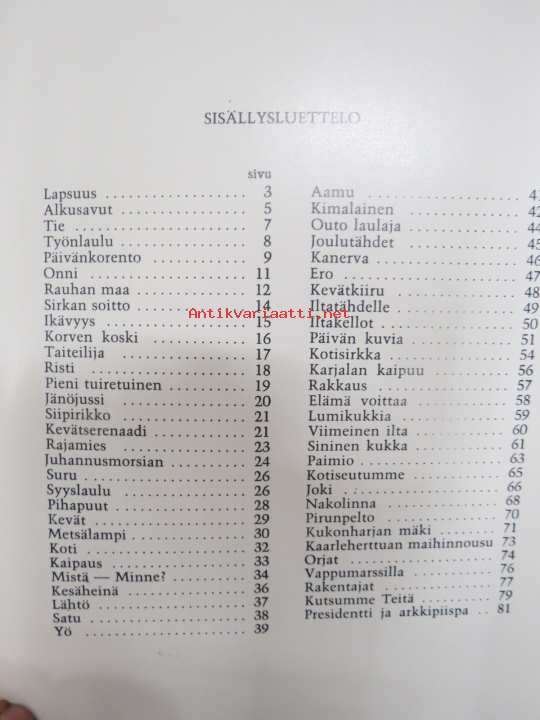 SISÄLLYSLUETTELO
sivu
Lapsuus .................... 3
Alkusavut .................. 5
Tie ........................ 7
Työnlaulu .................. 8
Päivänkorento .............. 9
Onni ....................... 11
Rauhan maa ................. 12
Sirkan soitto .............. 14
Ikävyys .................... 15
Korven koski ............... 16
Taiteilija ................. 17
Risti ...................... 18
Pieni tuiretuinen .......... 19
Jänöjussi .................. 20
Siipirikko ................. 21
Kevätserenaadi ............. 21
Rajamies ................... 23
Juhannusmorsian ............ 24
Suru ....................... 26
Syyslaulu .................. 26
Pihapuut ................... 28
Kevät ...................... 29
Metsälampi ................. 30
Koti ....................... 32
Kaipaus .................... 33
Mistä — Minne? ............. 34
Kesäheinä .................. 36
Lähtö ...................... 37
Satu ....................... 38
Yö ......................... 39
Aamu ....................... 41
Kimalainen ................. 42
Outo laulaja ............... 44
Joulutähdet ................ 45
Kanerva .................... 46
Ero ........................ 47
Kevätkiiru ................. 48
Iltatähdelle ............... 49
Iltakellot ................. 50
Päivän kuvia ............... 51
Kotisirkka ................. 54
Karjalan kaipuu ............ 56
Rakkaus .................... 57
Elämä voittaa .............. 58
Lumikukkia ................. 59
Viimeinen ilta ............. 60
Sininen kukka .............. 61
Paimio ..................... 63
Kotiseutumme ............... 65
Joki ....................... 66
Nakolinna .................. 68
Pirunpelto ................. 70
Kukonharjan mäki ........... 71
Kaarleherttuan maihinnousu 73
Orjat ...................... 74
Vappumarssilla ............. 76
Rakentajat ................. 77
Kutsumme Teitä ............. 79
Presidentti ja arkkipiispa .. 81
Antikvariaatti.net